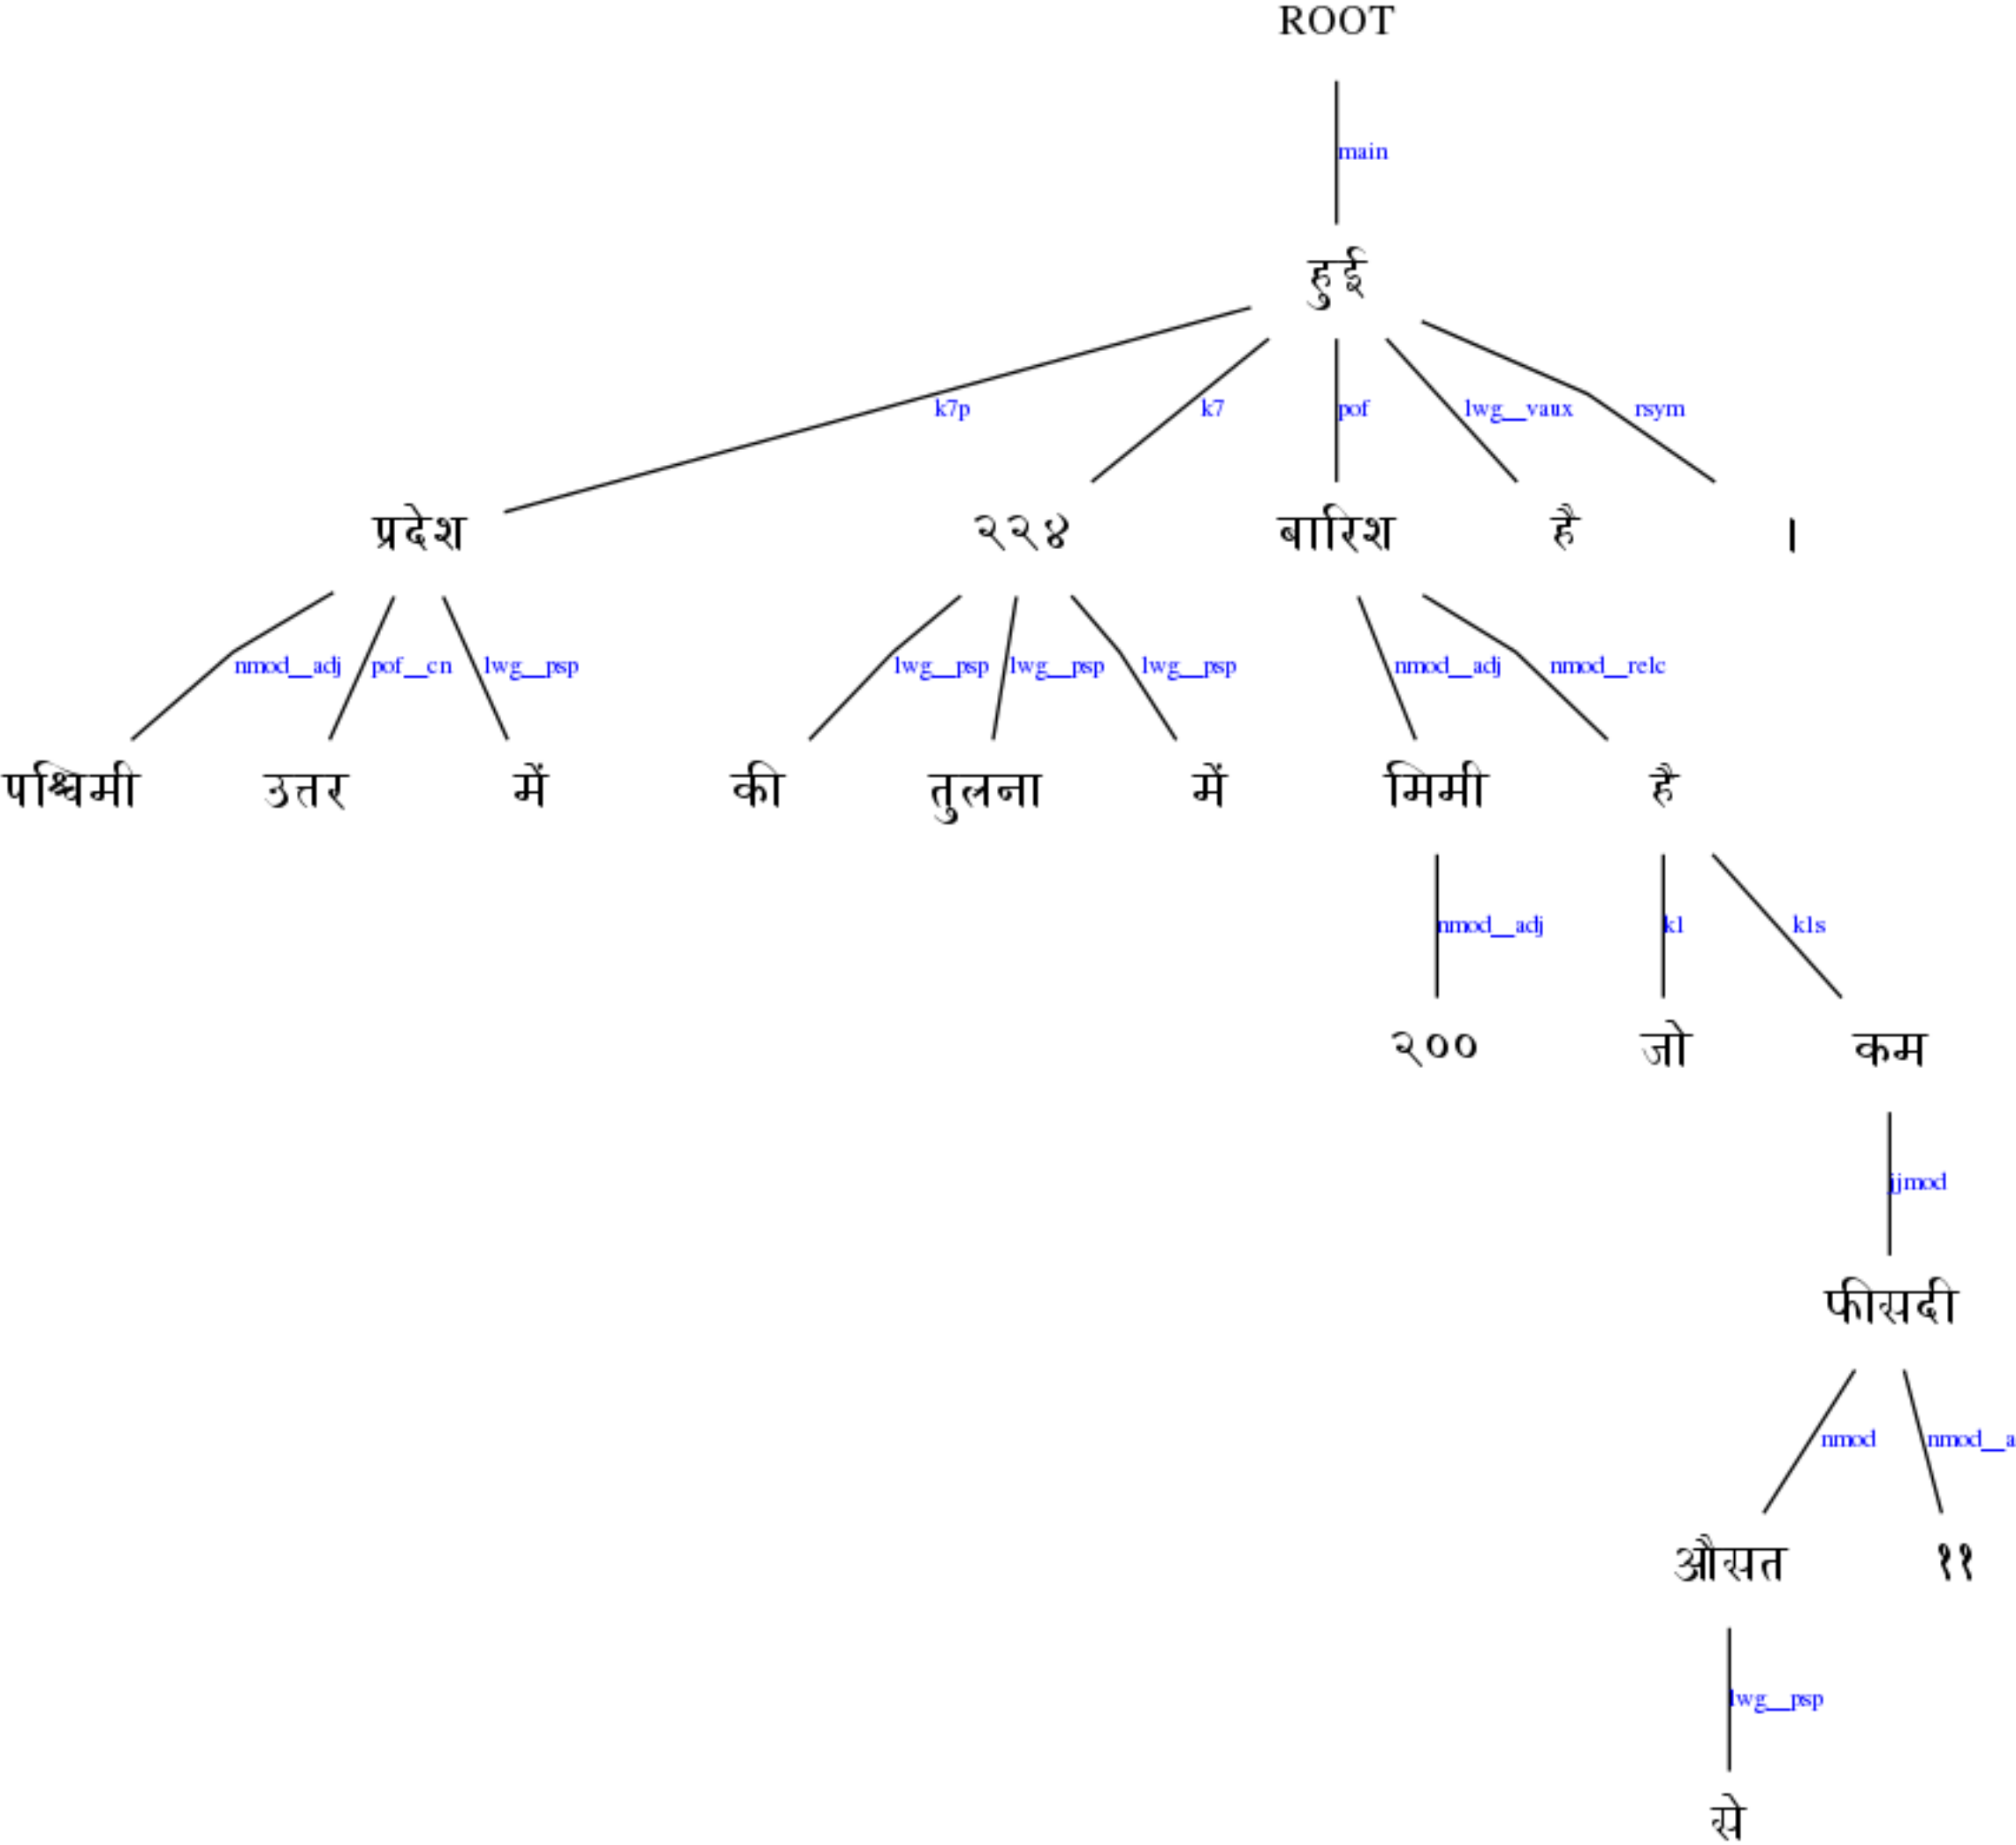 ROOT
main
हुई
k7p k7 pof lwg__vaux rsym
प्रदेश २२४ बारिश है ।
nmod__adj pof__cn lwg__psp lwg__psp lwg__psp lwg__psp nmod__adj nmod__relc
पश्चिमी उत्तर में की तुलना में मिमी है
nmod__adj k1 k1s
२०० जो कम
jjmod
फीसदी
nmod nmod__a
औसत ११
lwg__psp
से